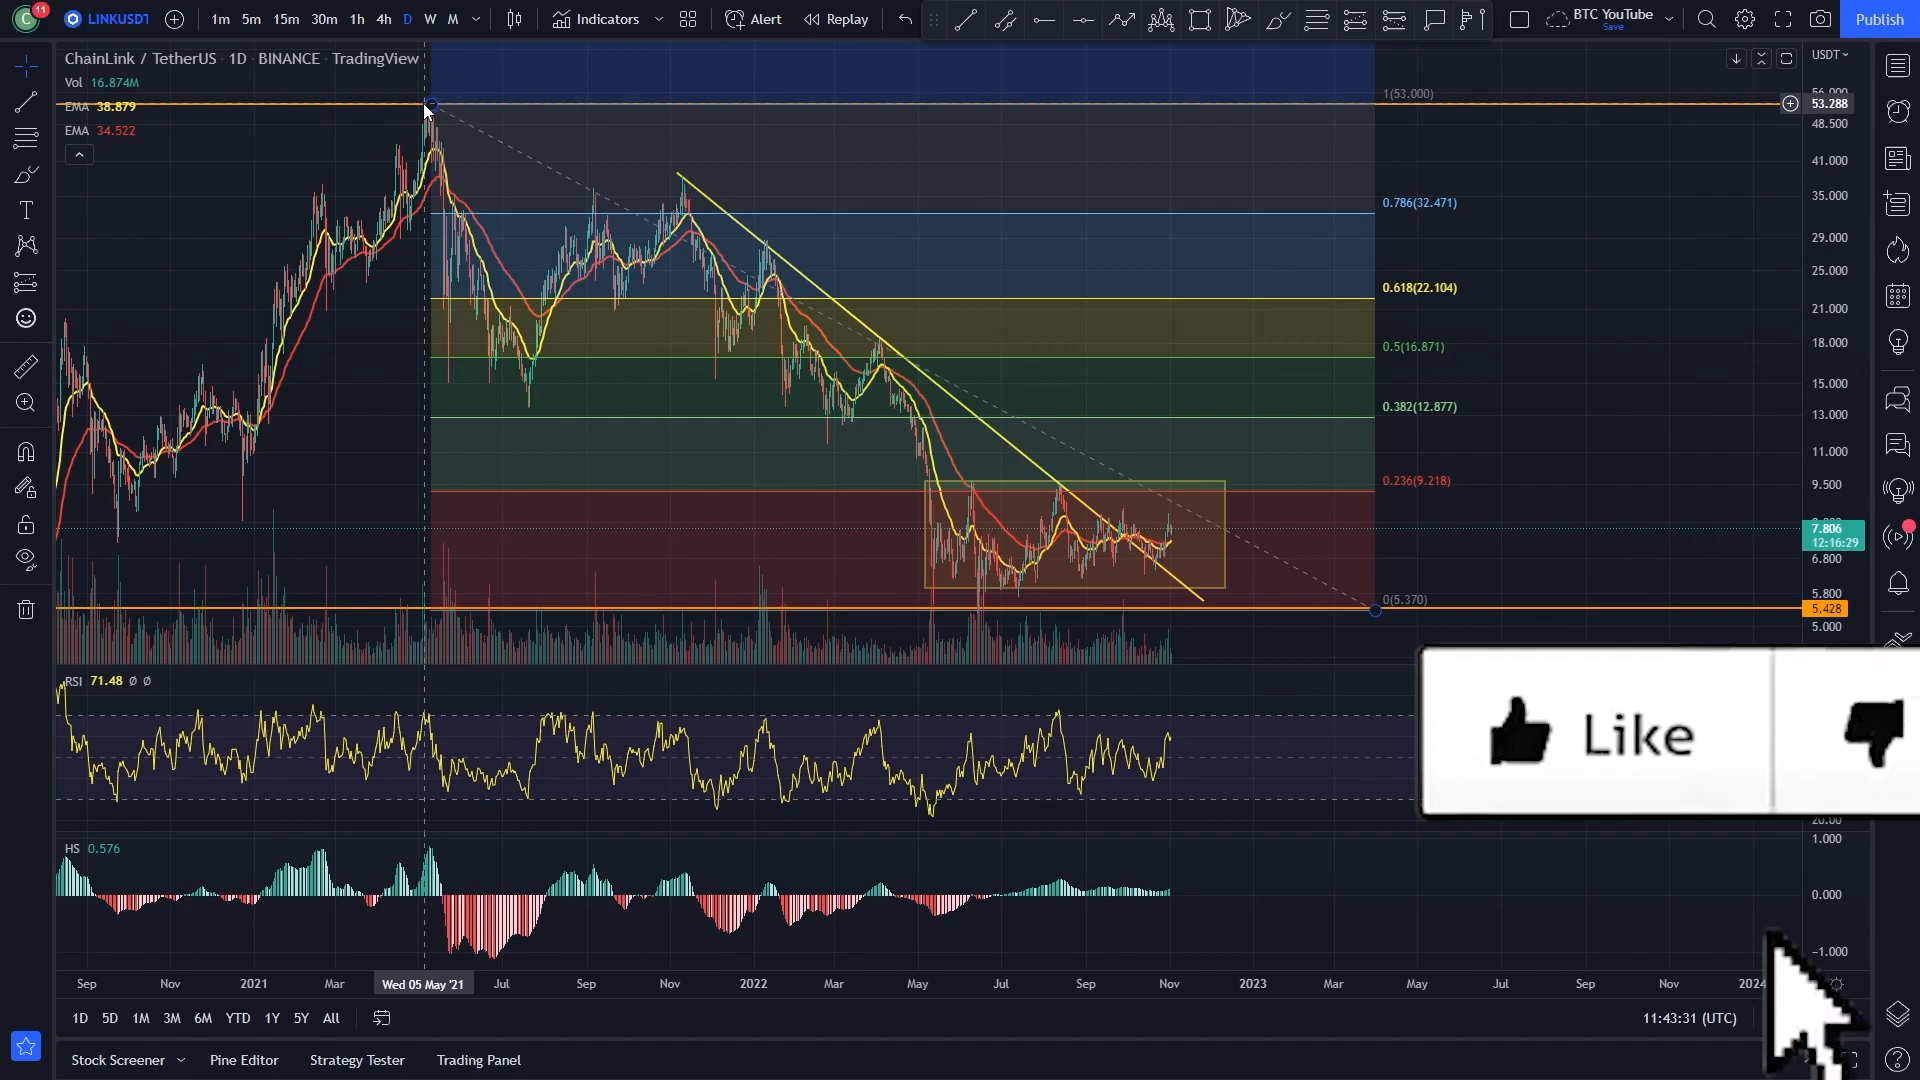 C 11 LINKUSDT 1m 5m 15m 30m 1h 4h D W M Indicators Alert Replay BTC YouTube Save Publish
ChainLink / TetherUS · 1D · BINANCE · TradingView
Vol 16.874M
EMA 38.879
EMA 34.522
USDT
56.000
53.288
48.500
41.000
35.000
29.000
25.000
21.000
18.000
15.000
13.000
11.000
9.500
7.806
12:16:29
6.800
5.800
5.428
5.000
1(53.000)
0.786(32.471)
0.618(22.104)
0.5(16.871)
0.382(12.877)
0.236(9.218)
0(5.370)
RSI 71.48 Ø Ø
Like
20.00
HS 0.576
1.000
0.000
-1.000
Sep Nov 2021 Mar Wed 05 May '21 Jul Sep Nov 2022 Mar May Jul Sep Nov 2023 Mar May Jul Sep Nov 2024
1D 5D 1M 3M 6M YTD 1Y 5Y All 11:43:31 (UTC)
Stock Screener Pine Editor Strategy Tester Trading Panel